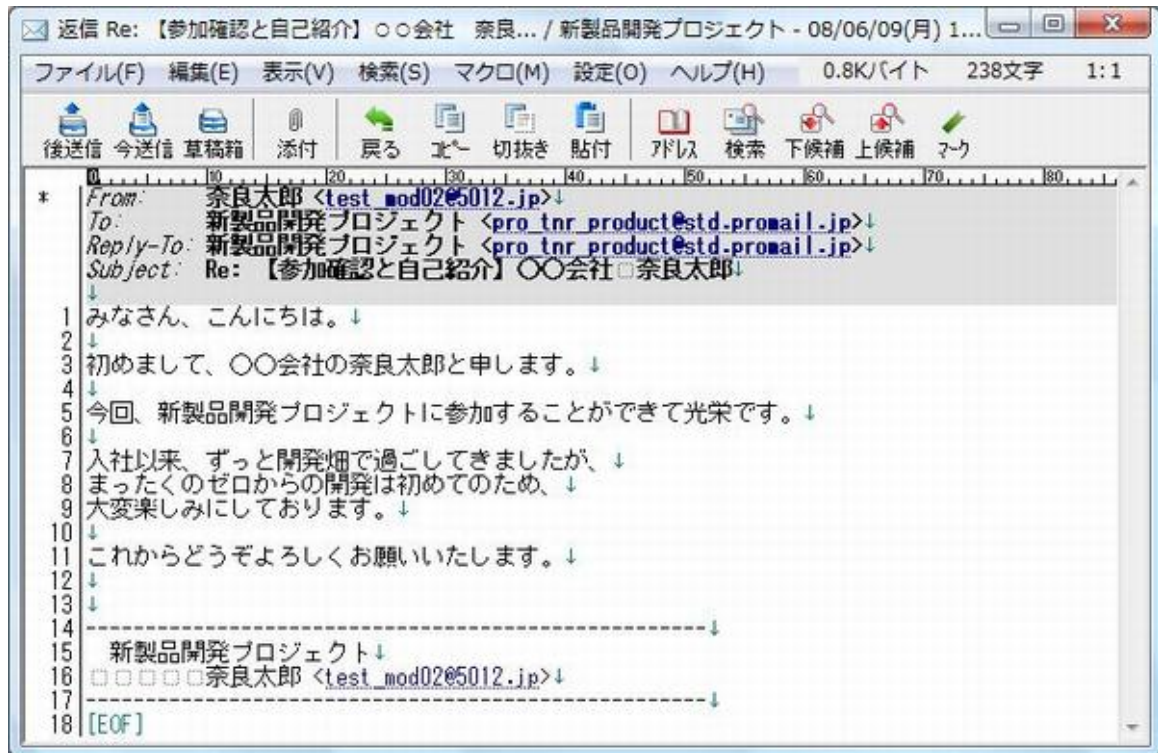 返信 Re: 【参加確認と自己紹介】○○会社 奈良... / 新製品開発プロジェクト - 08/06/09(月) 1...
ファイル(F) 編集(E) 表示(V) 検索(S) マクロ(M) 設定(O) ヘルプ(H) 0.8Kバイト 238文字 1:1
後送信 今送信 草稿箱 添付 戻る コピー 切抜き 貼付 アドレス 検索 下候補 上候補 マーク
0 10 20 30 40 50 60 70 80
* From: 奈良太郎 <test_mod02@5012.jp>↓
To: 新製品開発プロジェクト <pro_tnr_product@std.promail.jp>↓
Reply-To: 新製品開発プロジェクト <pro_tnr_product@std.promail.jp>↓
Subject: Re: 【参加確認と自己紹介】○○会社□奈良太郎↓
↓
1 みなさん、こんにちは。↓
2 ↓
3 初めまして、○○会社の奈良太郎と申します。↓
4 ↓
5 今回、新製品開発プロジェクトに参加することができて光栄です。↓
6 ↓
7 入社以来、ずっと開発畑で過ごしてきましたが、↓
8 まったくのゼロからの開発は初めてのため、↓
9 大変楽しみにしております。↓
10 ↓
11 これからどうぞよろしくお願いいたします。↓
12 ↓
13 ↓
14 ----------------------------------------------------↓
15 新製品開発プロジェクト↓
16 □□□□□奈良太郎 <test_mod02@5012.jp>↓
17 ----------------------------------------------------↓
18 [EOF]